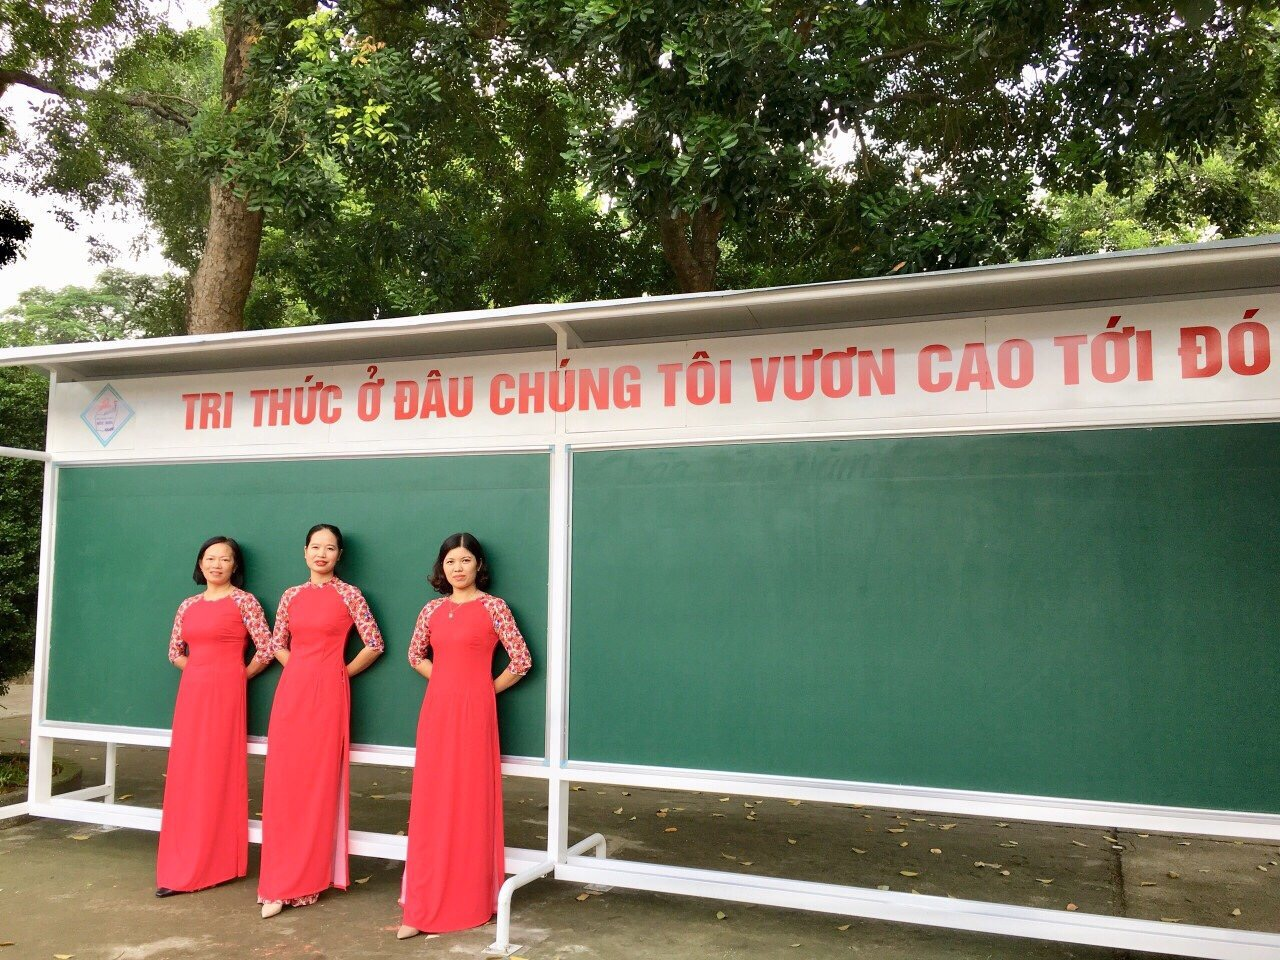 TRI THỨC Ở ĐÂU CHÚNG TÔI VƯƠN CAO TỚI ĐÓ